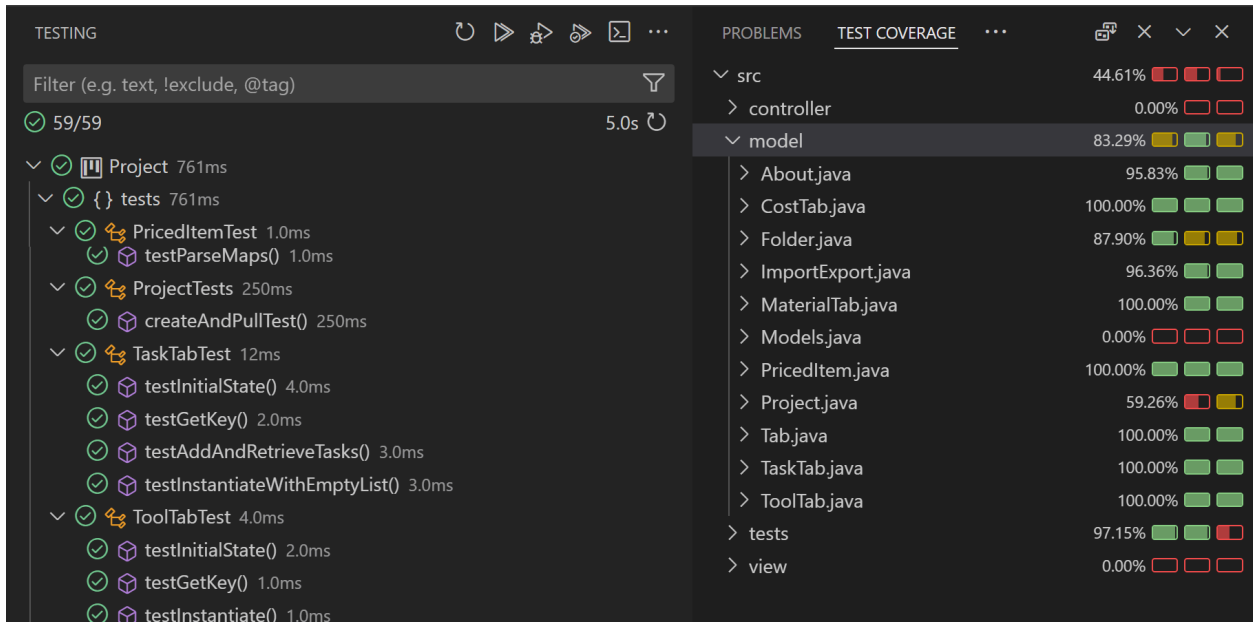 TESTING
Filter (e.g. text, !exclude, @tag)
59/59 5.0s
Project 761ms
{} tests 761ms
PricedItemTest 1.0ms
testParseMaps() 1.0ms
ProjectTests 250ms
createAndPullTest() 250ms
TaskTabTest 12ms
testInitialState() 4.0ms
testGetKey() 2.0ms
testAddAndRetrieveTasks() 3.0ms
testInstantiateWithEmptyList() 3.0ms
ToolTabTest 4.0ms
testInitialState() 2.0ms
testGetKey() 1.0ms
testInstantiate() 1.0ms
PROBLEMS TEST COVERAGE
src 44.61%
controller 0.00%
model 83.29%
About.java 95.83%
CostTab.java 100.00%
Folder.java 87.90%
ImportExport.java 96.36%
MaterialTab.java 100.00%
Models.java 0.00%
PricedItem.java 100.00%
Project.java 59.26%
Tab.java 100.00%
TaskTab.java 100.00%
ToolTab.java 100.00%
tests 97.15%
view 0.00%